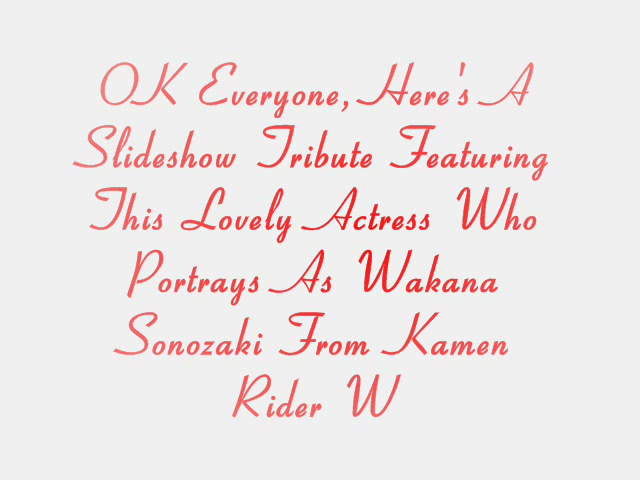 OK Everyone, Here's A
Slideshow Tribute Featuring
This Lovely Actress Who
Portrays As Wakana
Sonozaki From Kamen
Rider W